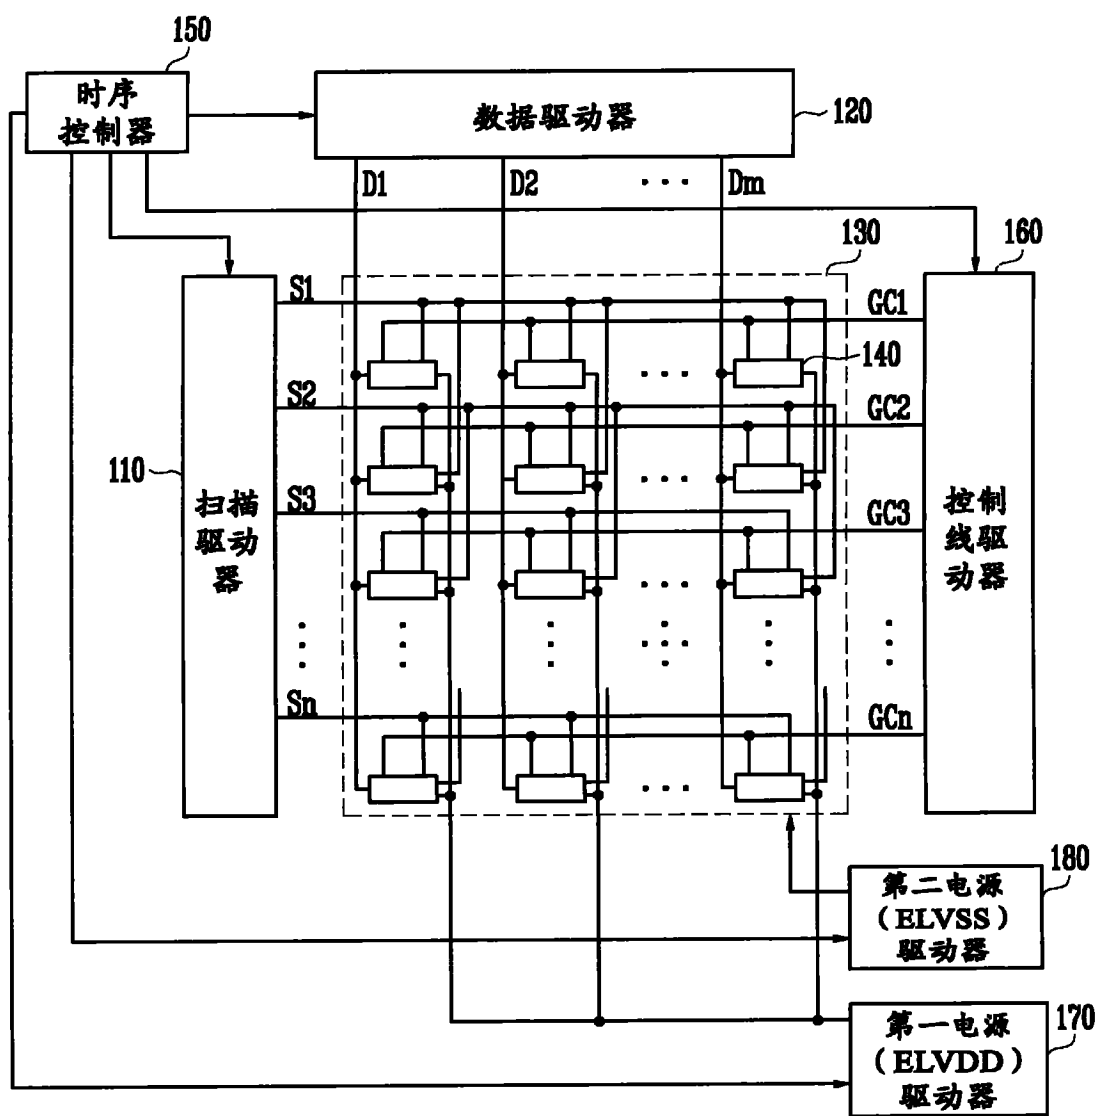 150
时序
控制器
数据驱动器
120
D1
D2
Dm
130
160
S1
GC1
140
S2
GC2
110
扫描
驱动
器
S3
GC3
控制
线驱
动器
Sn
GCn
180
第二电源
(ELVSS)
驱动器
170
第一电源
(ELVDD)
驱动器